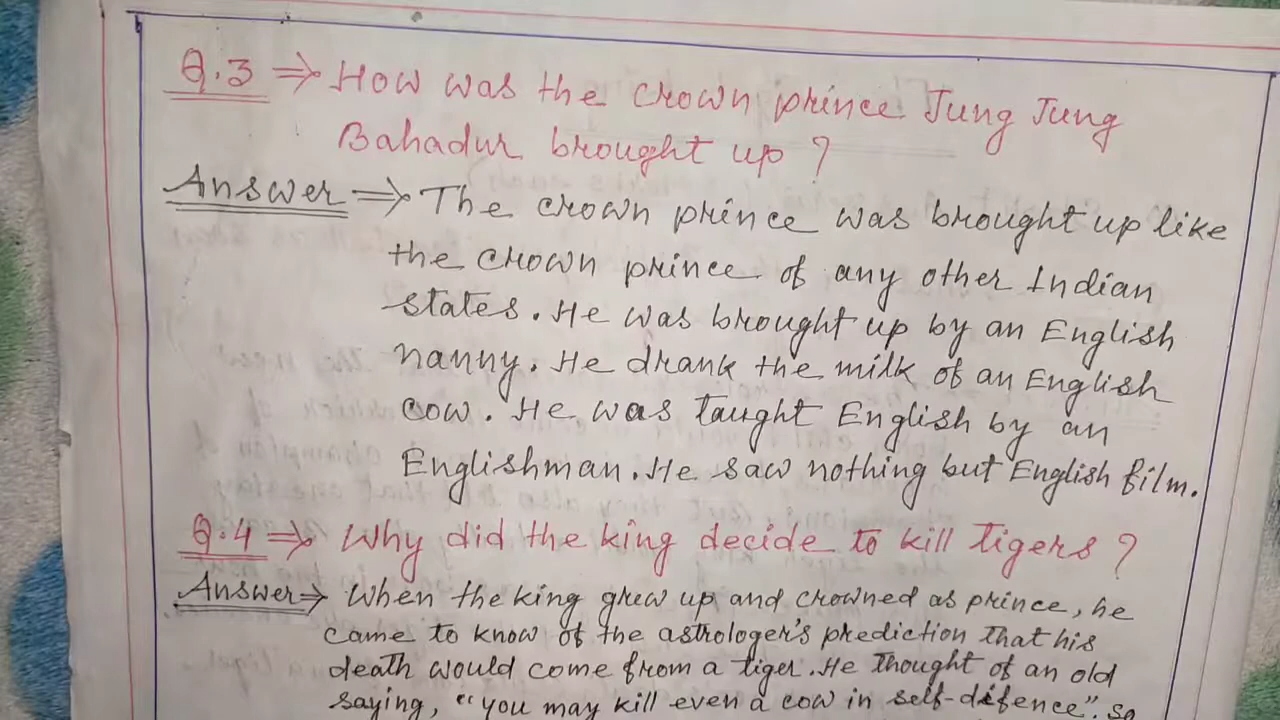 Q.3 ⇒ How was the crown prince Jung Jung
Bahadur brought up ?
Answer ⇒ The crown prince was brought up like
the crown prince of any other Indian
states. He was brought up by an English
nanny. He drank the milk of an English
cow. He was taught English by an
Englishman. He saw nothing but English film.
Q.4 ⇒ Why did the king decide to kill tigers ?
Answer ⇒ When the king grew up and crowned as prince, he
came to know of the astrologer's prediction that his
death would come from a tiger. He thought of an old
saying, "you may kill even a cow in self-defence". so